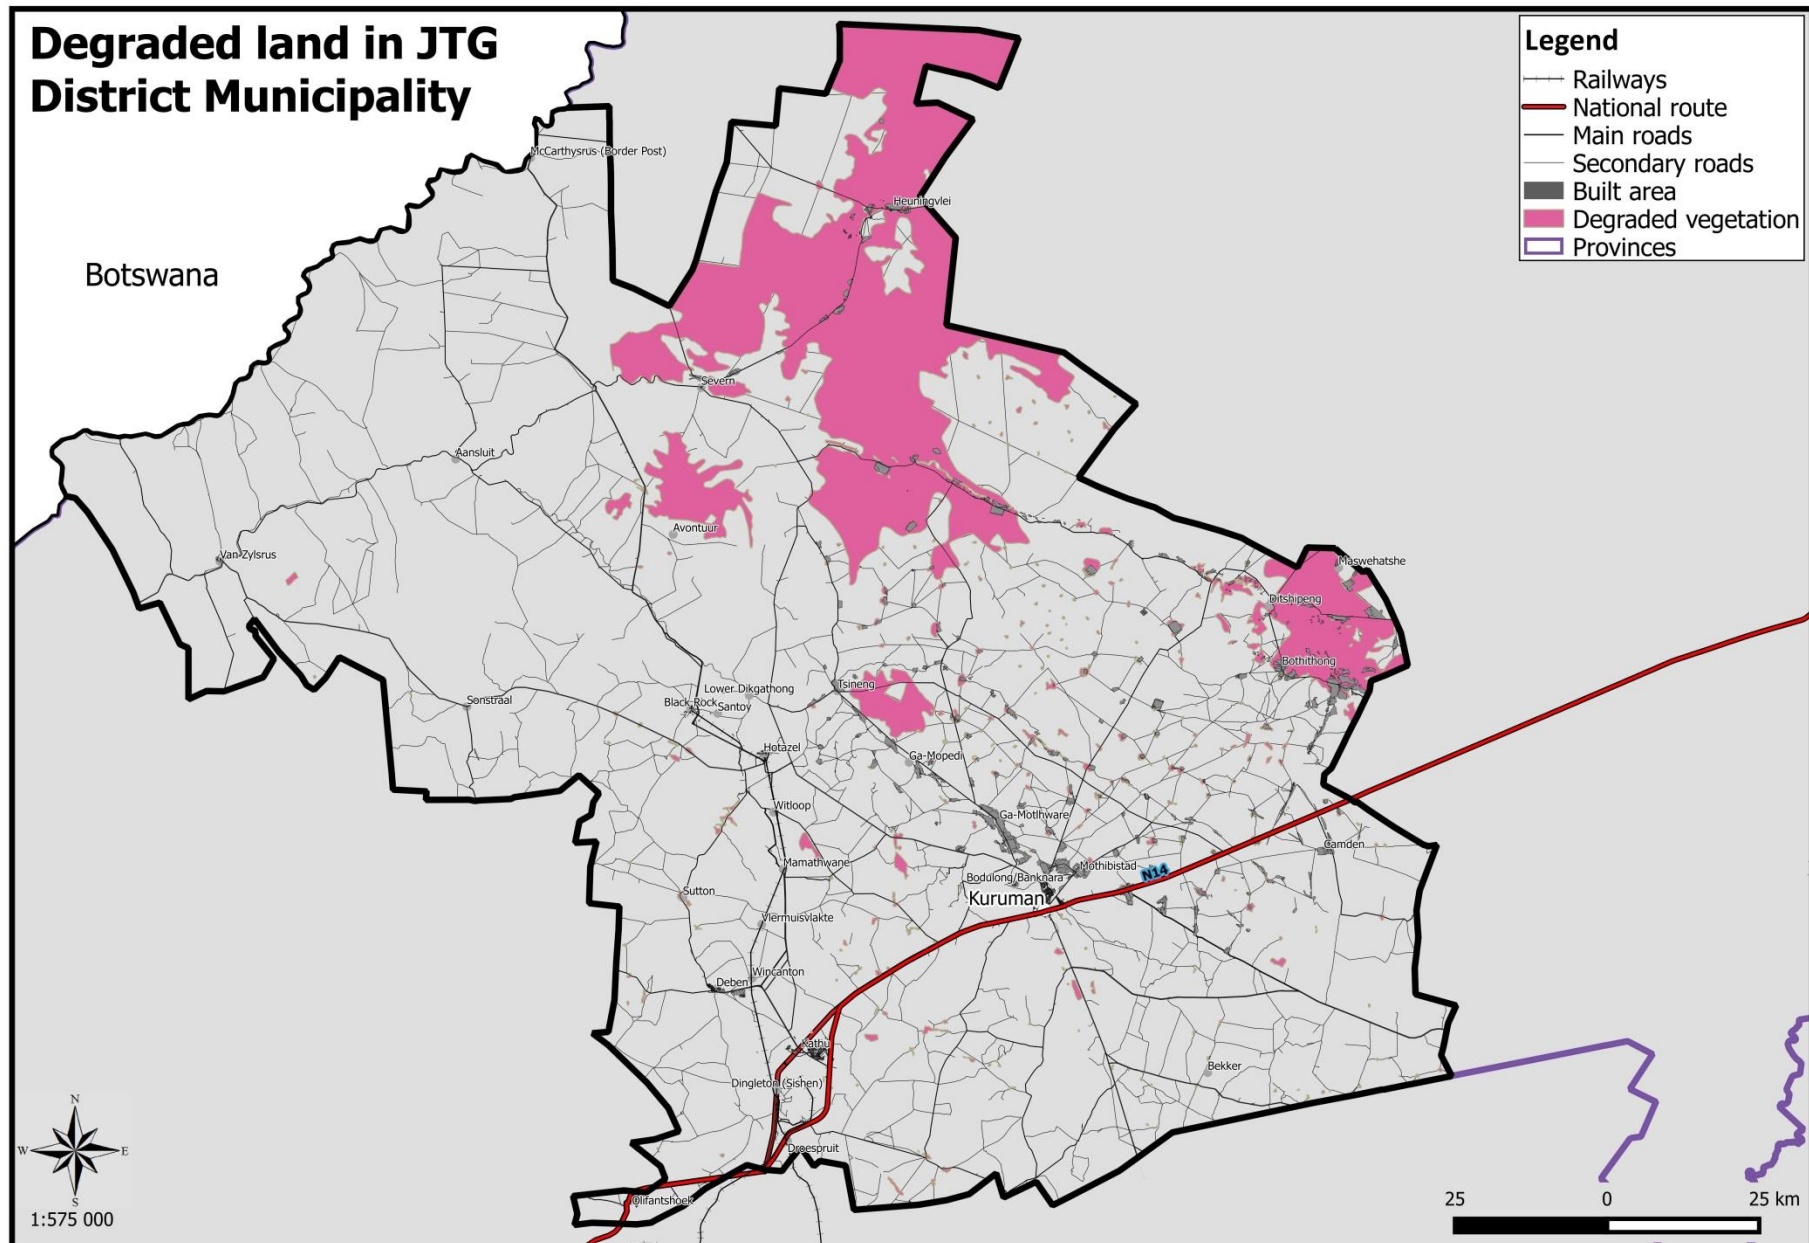 Degraded land in JTG
District Municipality
Legend
Railways
National route
Main roads
Secondary roads
Built area
Degraded vegetation
Provinces
McCarthysrus (Border Post)
Heuningvlei
Botswana
Severn
Aansluit
Avontuur
Van Zylsrus
Maswehatshe
Ditshipeng
Bothithong
Lower Dikgathong
Tsineng
Black Rock
Santoy
Sonstraal
Hotazel
Ga-Mopedi
Witloop
Ga-Motlhware
Camden
Mamathwane
Mothibistad
N14
Bodulong/Banknara
Kuruman
Sutton
Vlermuisvlakte
Wincanton
Deben
Kathu
Bekker
Dingleton (Sishen)
Droespruit
Olifantshoek
N
W
E
S
1:575 000
25 0 25 km